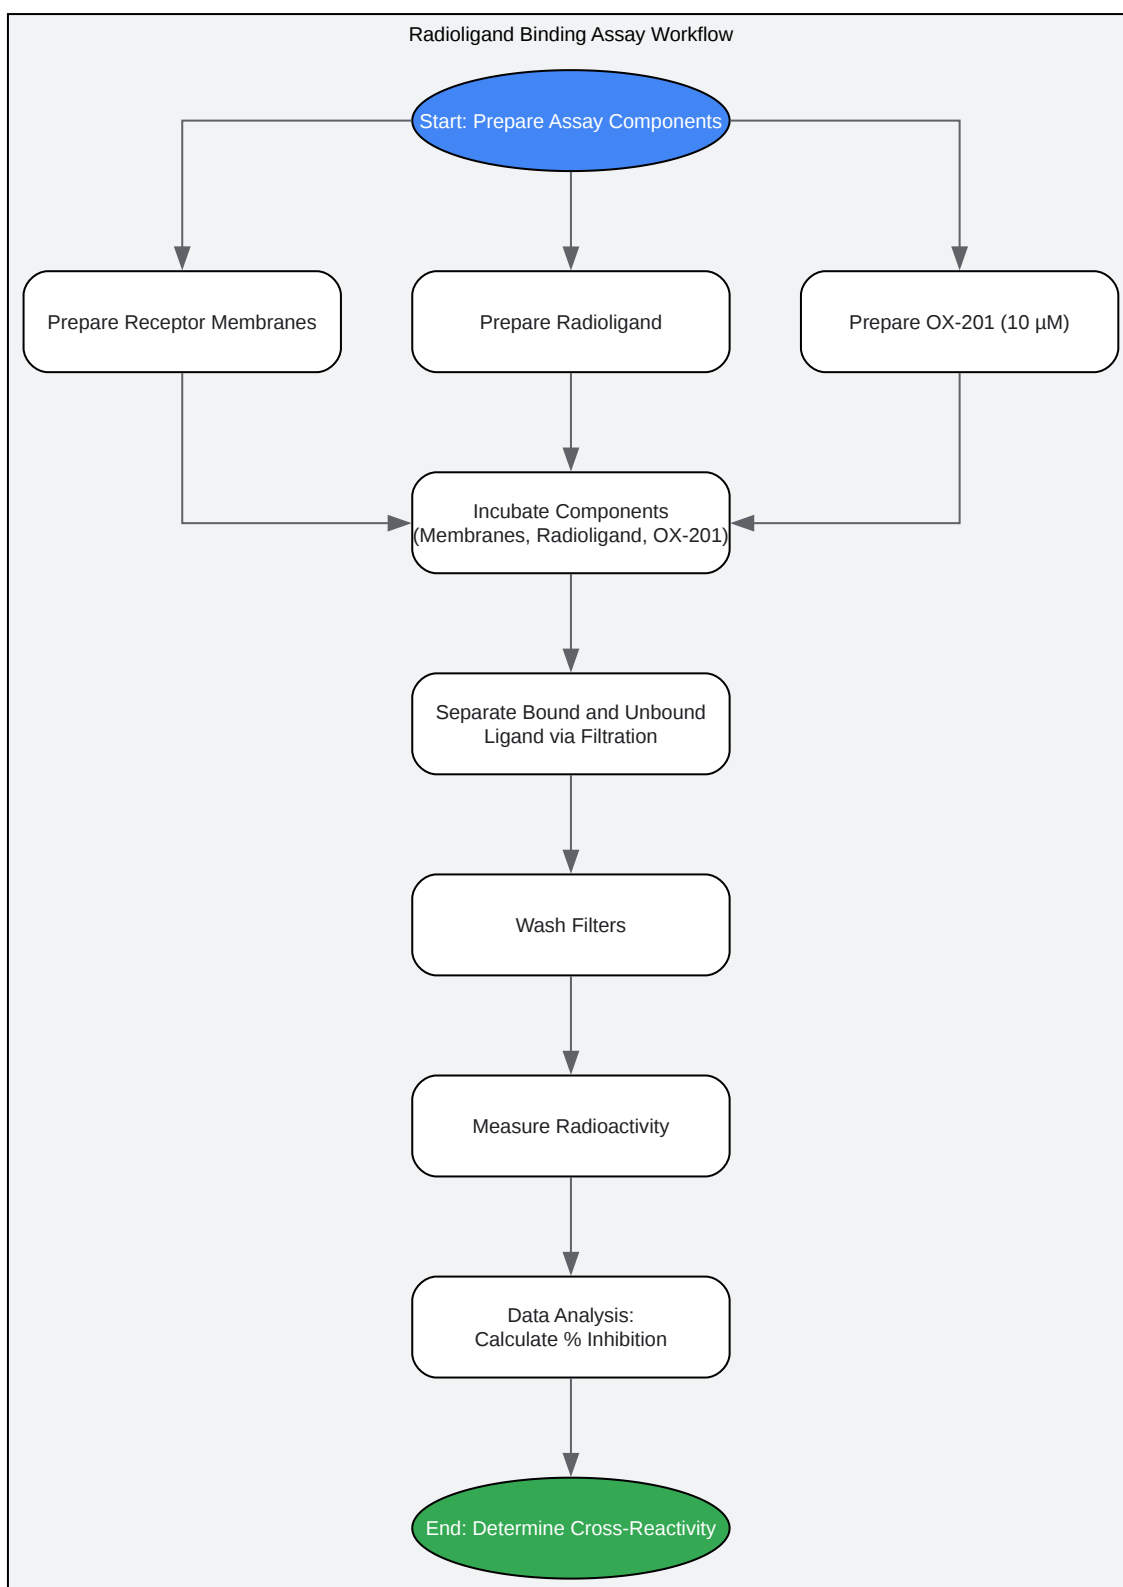 Radioligand Binding Assay Workflow
Start: Prepare Assay Components
Prepare Receptor Membranes
Prepare Radioligand
Prepare OX-201 (10 µM)
Incubate Components
(Membranes, Radioligand, OX-201)
Separate Bound and Unbound
Ligand via Filtration
Wash Filters
Measure Radioactivity
Data Analysis:
Calculate % Inhibition
End: Determine Cross-Reactivity